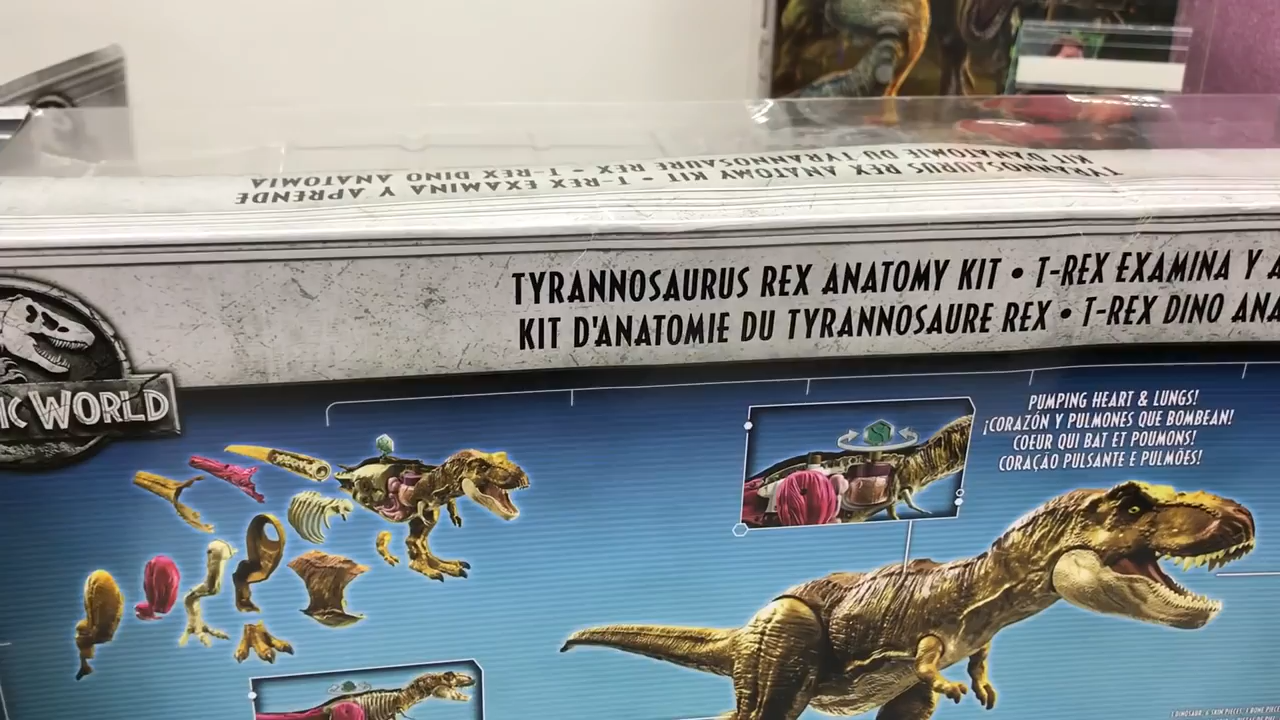 TYRANNOSAURUS REX ANATOMY KIT • T-REX EXAMINA Y APRENDE
KIT D'ANATOMIE DU TYRANNOSAURE REX • T-REX DINO ANATOMIA
TYRANNOSAURUS REX ANATOMY KIT • T-REX EXAMINA Y A
KIT D'ANATOMIE DU TYRANNOSAURE REX • T-REX DINO ANA
IC WORLD
PUMPING HEART & LUNGS!
¡CORAZÓN Y PULMONES QUE BOMBEAN!
COEUR QUI BAT ET POUMONS!
CORAÇÃO PULSANTE E PULMÕES!